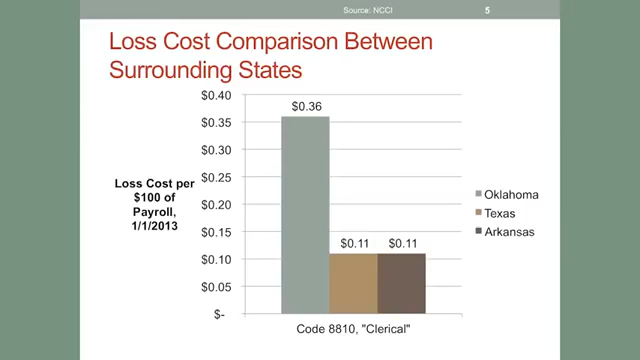 Source: NCCI
5
Loss Cost Comparison Between
Surrounding States
$0.40
$0.35
$0.30
$0.25
$0.20
$0.15
$0.10
$0.05
$-
Loss Cost per
$100 of
Payroll,
1/1/2013
$0.36
$0.11
$0.11
Code 8810, "Clerical"
Oklahoma
Texas
Arkansas